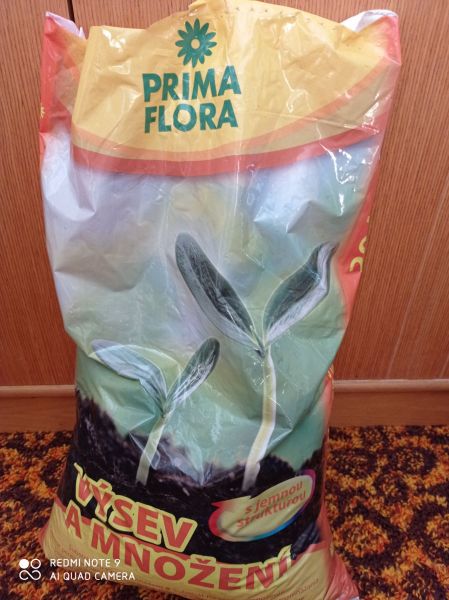 PRIMA
FLORA
s jemnou
strukturou
VÝSEV
A MNOŽENÍ
REDMI NOTE 9
AI QUAD CAMERA